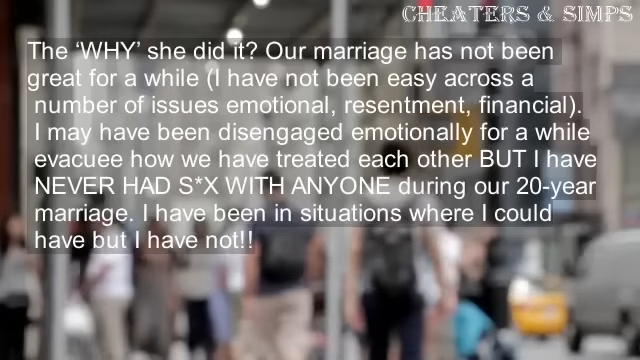 CHEATERS & SIMPS
The ‘WHY’ she did it? Our marriage has not been
great for a while (I have not been easy across a
number of issues emotional, resentment, financial).
I may have been disengaged emotionally for a while
evacuee how we have treated each other BUT I have
NEVER HAD S*X WITH ANYONE during our 20-year
marriage. I have been in situations where I could
have but I have not!!